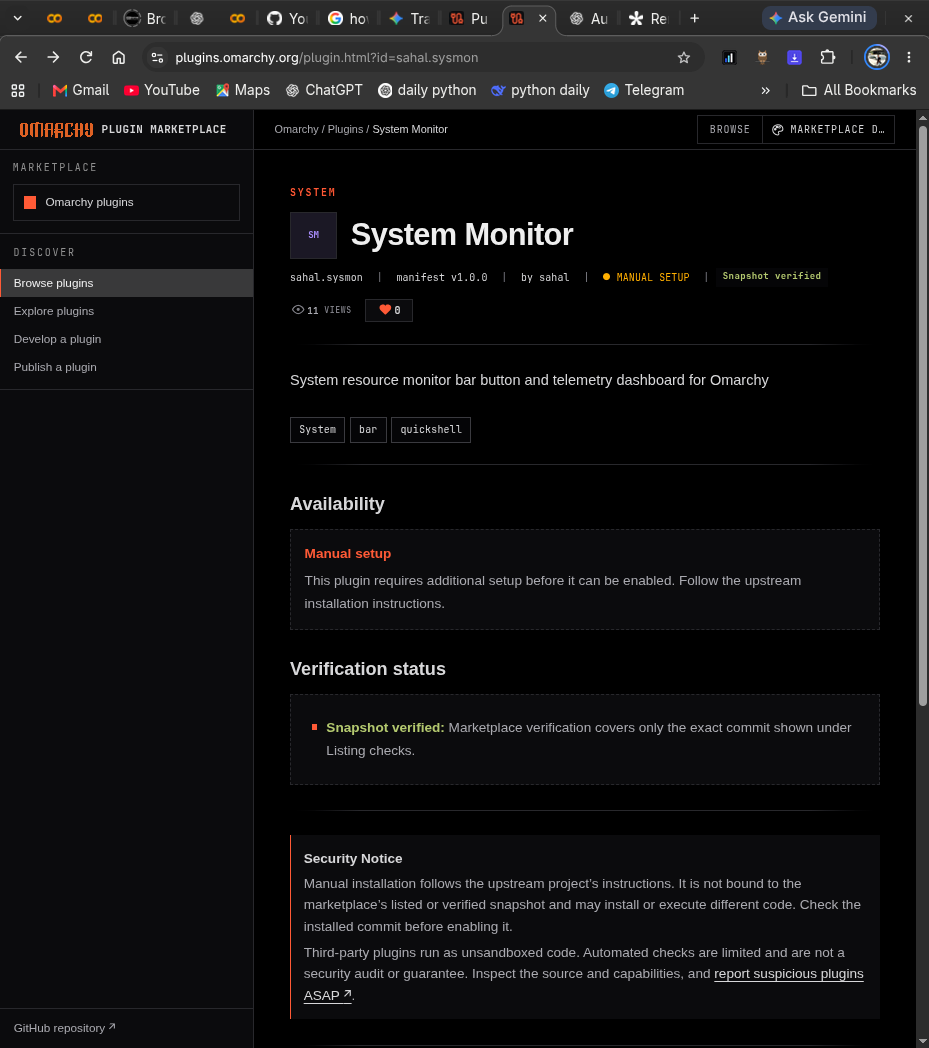 Bro
You
how
Tra
Pu
Au
Re
Ask Gemini
plugins.omarchy.org/plugin.html?id=sahal.sysmon
Gmail
YouTube
Maps
ChatGPT
daily python
python daily
Telegram
»
All Bookmarks
OMARCHY PLUGIN MARKETPLACE
Omarchy / Plugins / System Monitor
BROWSE
MARKETPLACE D…
MARKETPLACE
Omarchy plugins
DISCOVER
Browse plugins
Explore plugins
Develop a plugin
Publish a plugin
GitHub repository ↗
SYSTEM
SM
System Monitor
sahal.sysmon | manifest v1.0.0 | by sahal | MANUAL SETUP | Snapshot verified
11 VIEWS
0
System resource monitor bar button and telemetry dashboard for Omarchy
System
bar
quickshell
Availability
Manual setup
This plugin requires additional setup before it can be enabled. Follow the upstream
installation instructions.
Verification status
Snapshot verified: Marketplace verification covers only the exact commit shown under
Listing checks.
Security Notice
Manual installation follows the upstream project’s instructions. It is not bound to the
marketplace’s listed or verified snapshot and may install or execute different code. Check the
installed commit before enabling it.
Third-party plugins run as unsandboxed code. Automated checks are limited and are not a
security audit or guarantee. Inspect the source and capabilities, and report suspicious plugins
ASAP ↗.